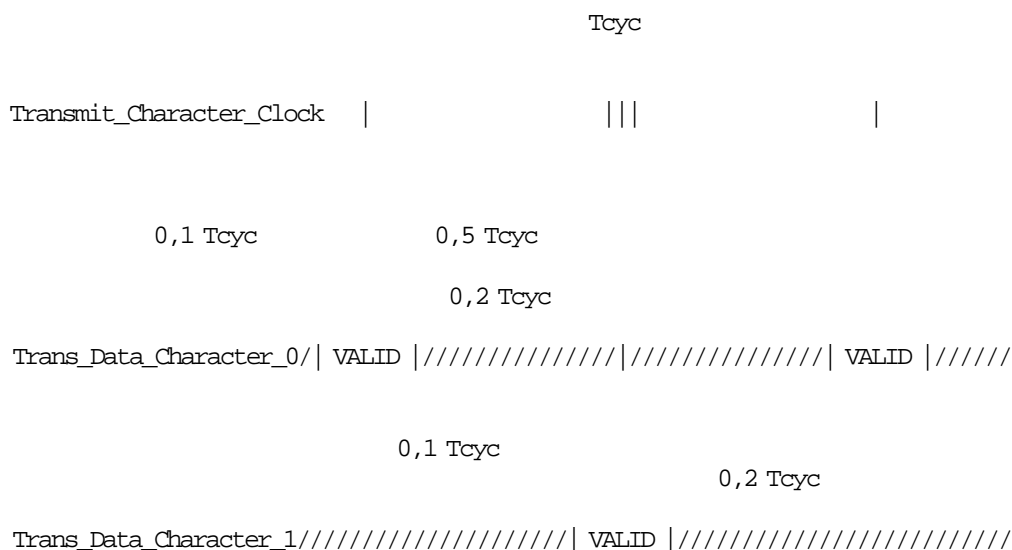 Tcyc
Transmit_Character_Clock | ||| |
0,1 Tcyc 0,5 Tcyc
0,2 Tcyc
Trans_Data_Character_0/| VALID |///////////////|///////////////| VALID |//////
0,1 Tcyc
0,2 Tcyc
Trans_Data_Character_1/////////////////////| VALID |//////////////////////////